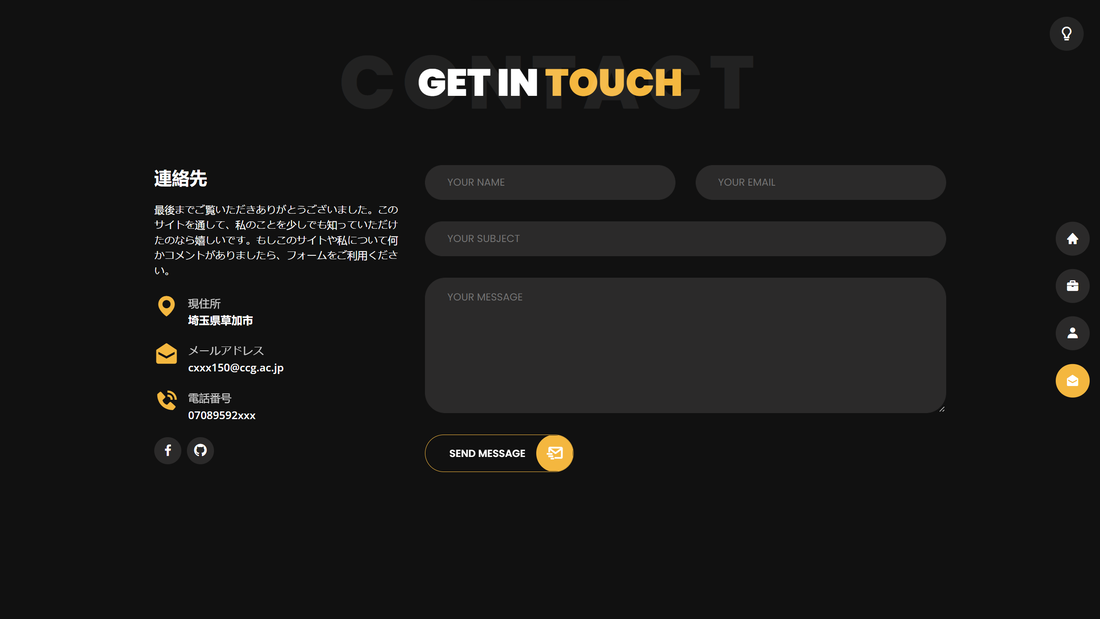 CONTACT
GET IN TOUCH
連絡先
最後までご覧いただきありがとうございました。この
サイトを通して、私のことを少しでも知っていただけ
たのなら嬉しいです。もしこのサイトや私について何
かコメントがありましたら、フォームをご利用くださ
い。
現住所
埼玉県草加市
メールアドレス
cxxx150@ccg.ac.jp
電話番号
07089592xxx
YOUR NAME
YOUR EMAIL
YOUR SUBJECT
YOUR MESSAGE
SEND MESSAGE